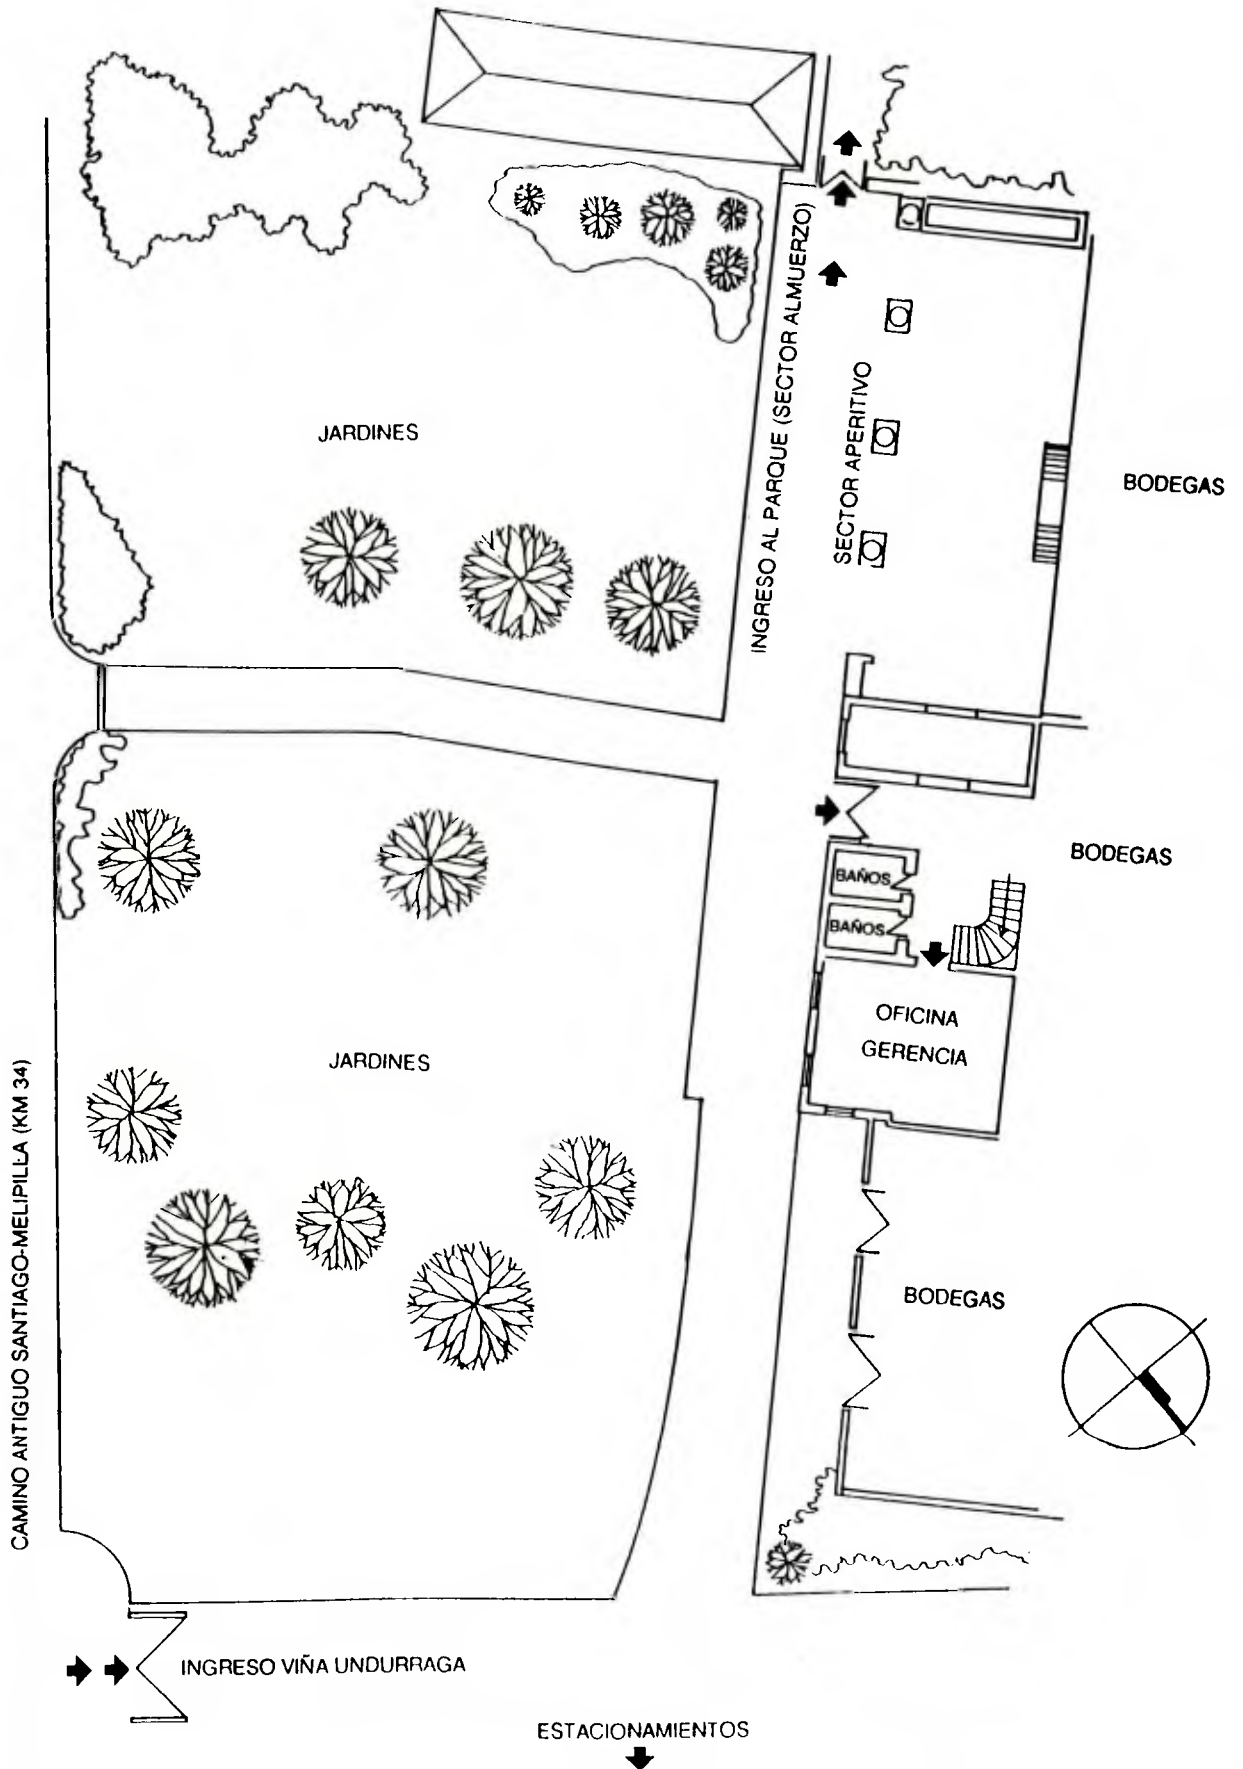 JARDINES
INGRESO AL PARQUE (SECTOR ALMUERZO)
SECTOR APERITIVO
BODEGAS
BODEGAS
BAÑOS
BAÑOS
OFICINA
GERENCIA
JARDINES
CAMINO ANTIGUO SANTIAGO-MELIPILLA (KM 34)
BODEGAS
INGRESO VIÑA UNDURRAGA
ESTACIONAMIENTOS